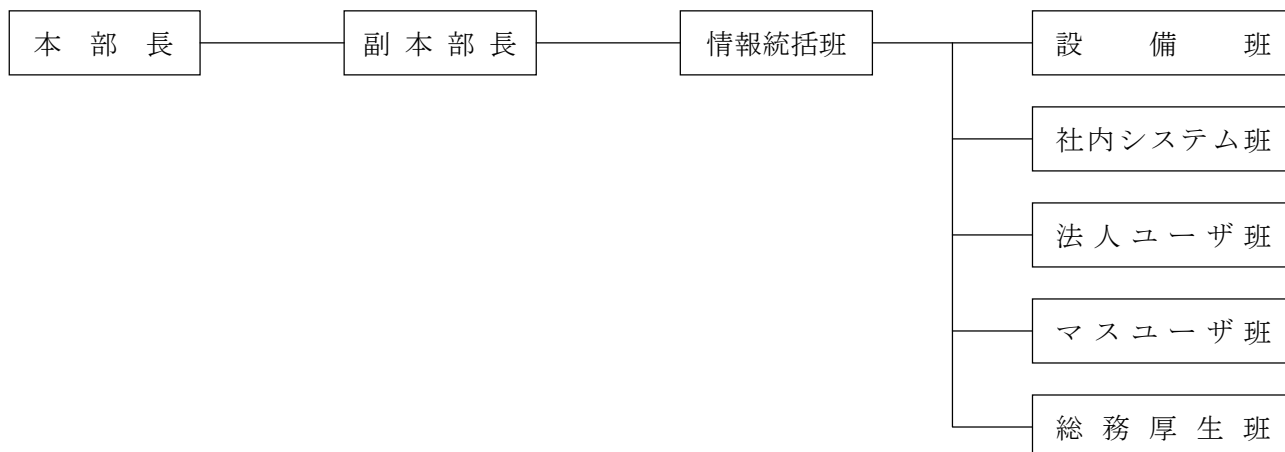 本部長
副本部長
情報統括班
設備班
社内システム班
法人ユーザ班
マスユーザ班
総務厚生班